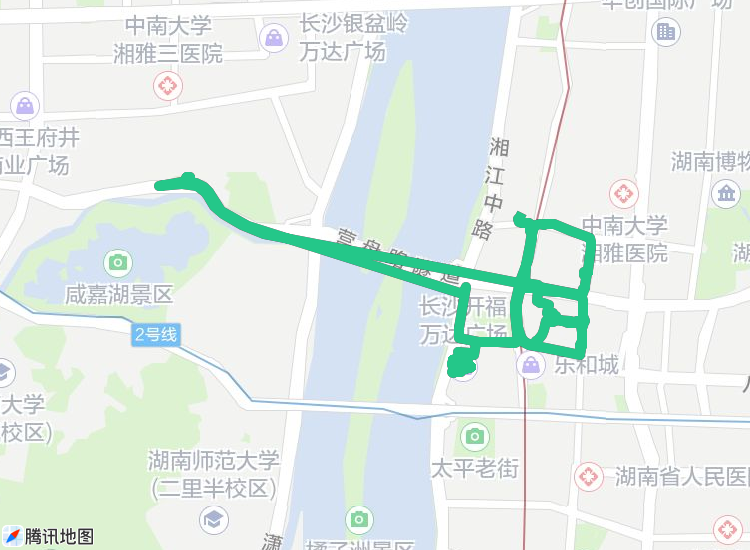 中南大学
湘雅三医院
长沙银盆岭
万达广场
华创国际广场
西王府井
商业广场
湘江中路
湖南博物
中南大学
湘雅医院
营盘路隧道
咸嘉湖景区
长沙开福
万达广场
2号线
乐和城
大学
校区)
湖南师范大学
(二里半校区)
太平老街
湖南省人民医
橘子洲景区
潇
腾讯地图